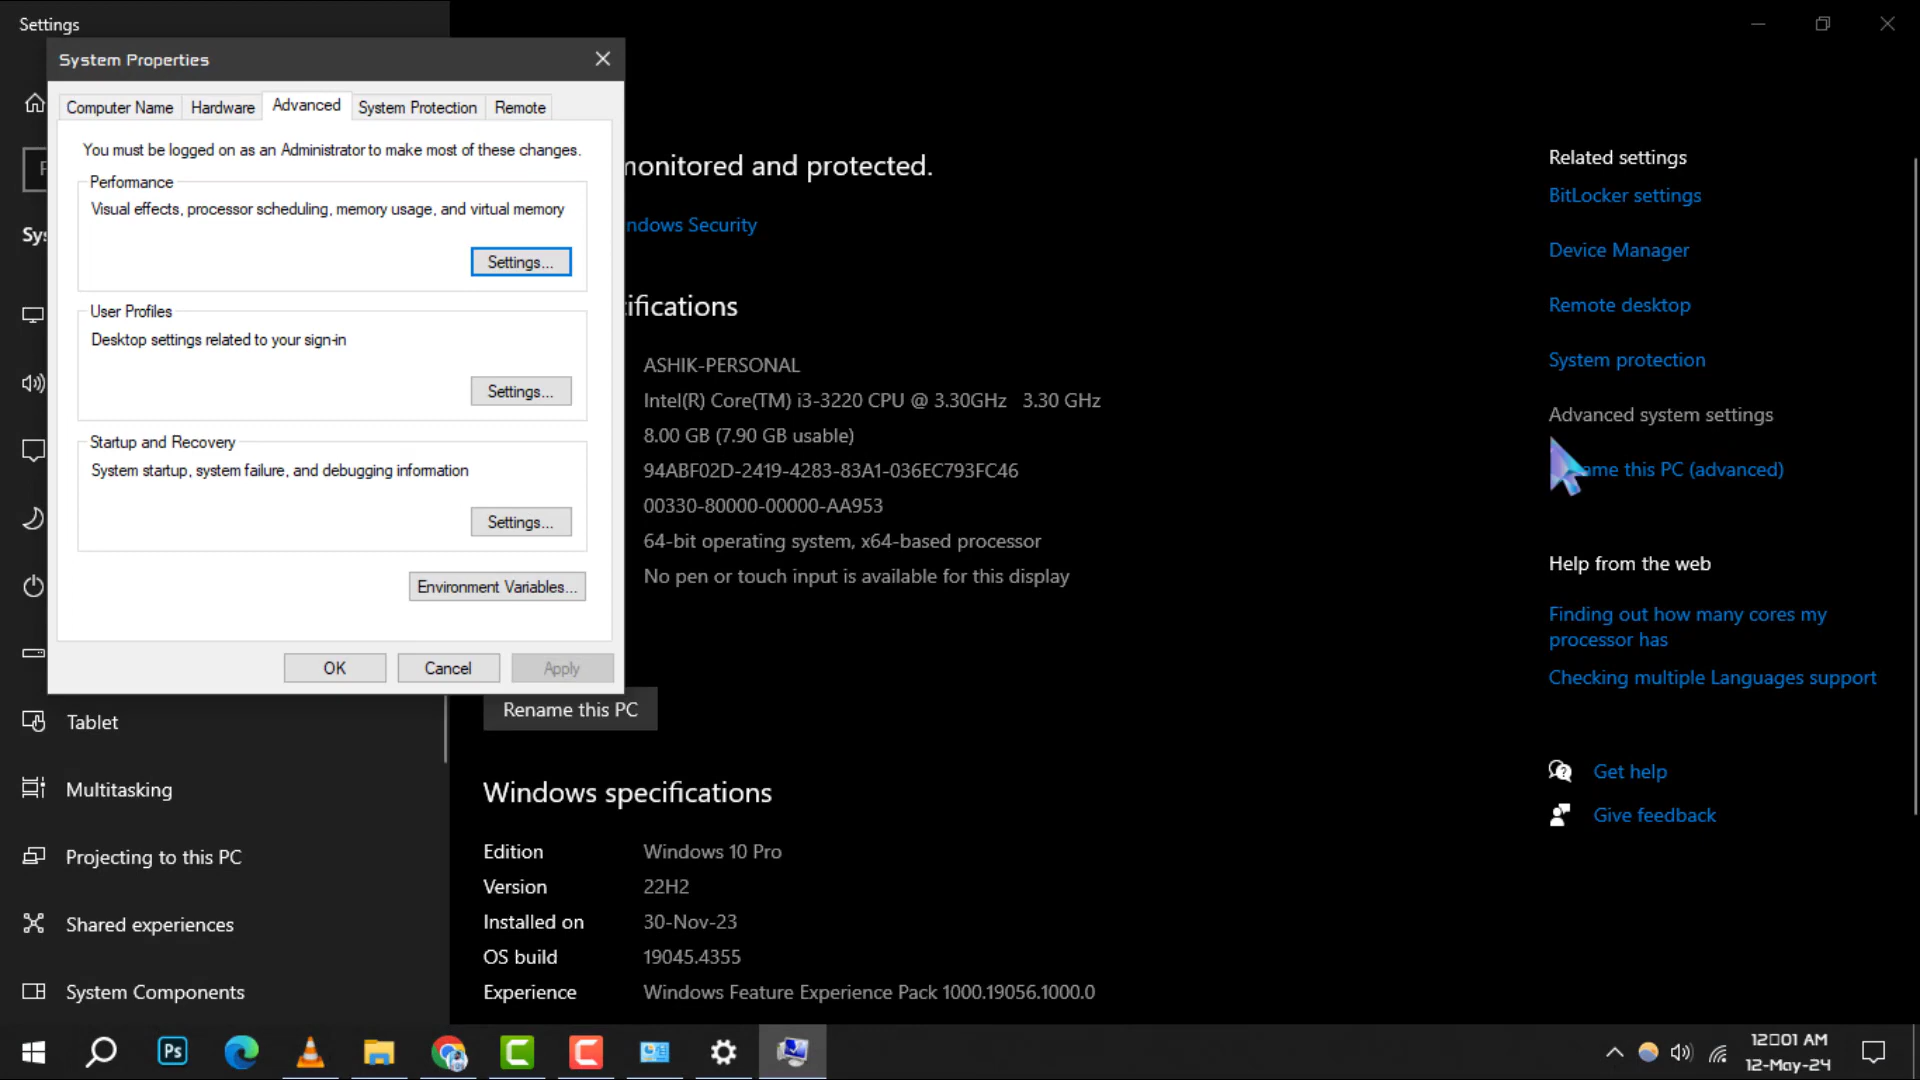 Settings
System Properties
Computer Name
Hardware
Advanced
System Protection
Remote
You must be logged on as an Administrator to make most of these changes.
Performance
Visual effects, processor scheduling, memory usage, and virtual memory
Settings...
User Profiles
Desktop settings related to your sign-in
Settings...
Startup and Recovery
System startup, system failure, and debugging information
Settings...
Environment Variables...
OK
Cancel
Apply
Tablet
Multitasking
Projecting to this PC
Shared experiences
System Components
monitored and protected.
ndows Security
ifications
ASHIK-PERSONAL
Intel(R) Core(TM) i3-3220 CPU @ 3.30GHz 3.30 GHz
8.00 GB (7.90 GB usable)
94ABF02D-2419-4283-83A1-036EC793FC46
00330-80000-00000-AA953
64-bit operating system, x64-based processor
No pen or touch input is available for this display
Rename this PC
Windows specifications
Edition Windows 10 Pro
Version 22H2
Installed on 30-Nov-23
OS build 19045.4355
Experience Windows Feature Experience Pack 1000.19056.1000.0
Related settings
BitLocker settings
Device Manager
Remote desktop
System protection
Advanced system settings
ame this PC (advanced)
Help from the web
Finding out how many cores my
processor has
Checking multiple Languages support
Get help
Give feedback
Ps
12▯01 AM
12-May-24